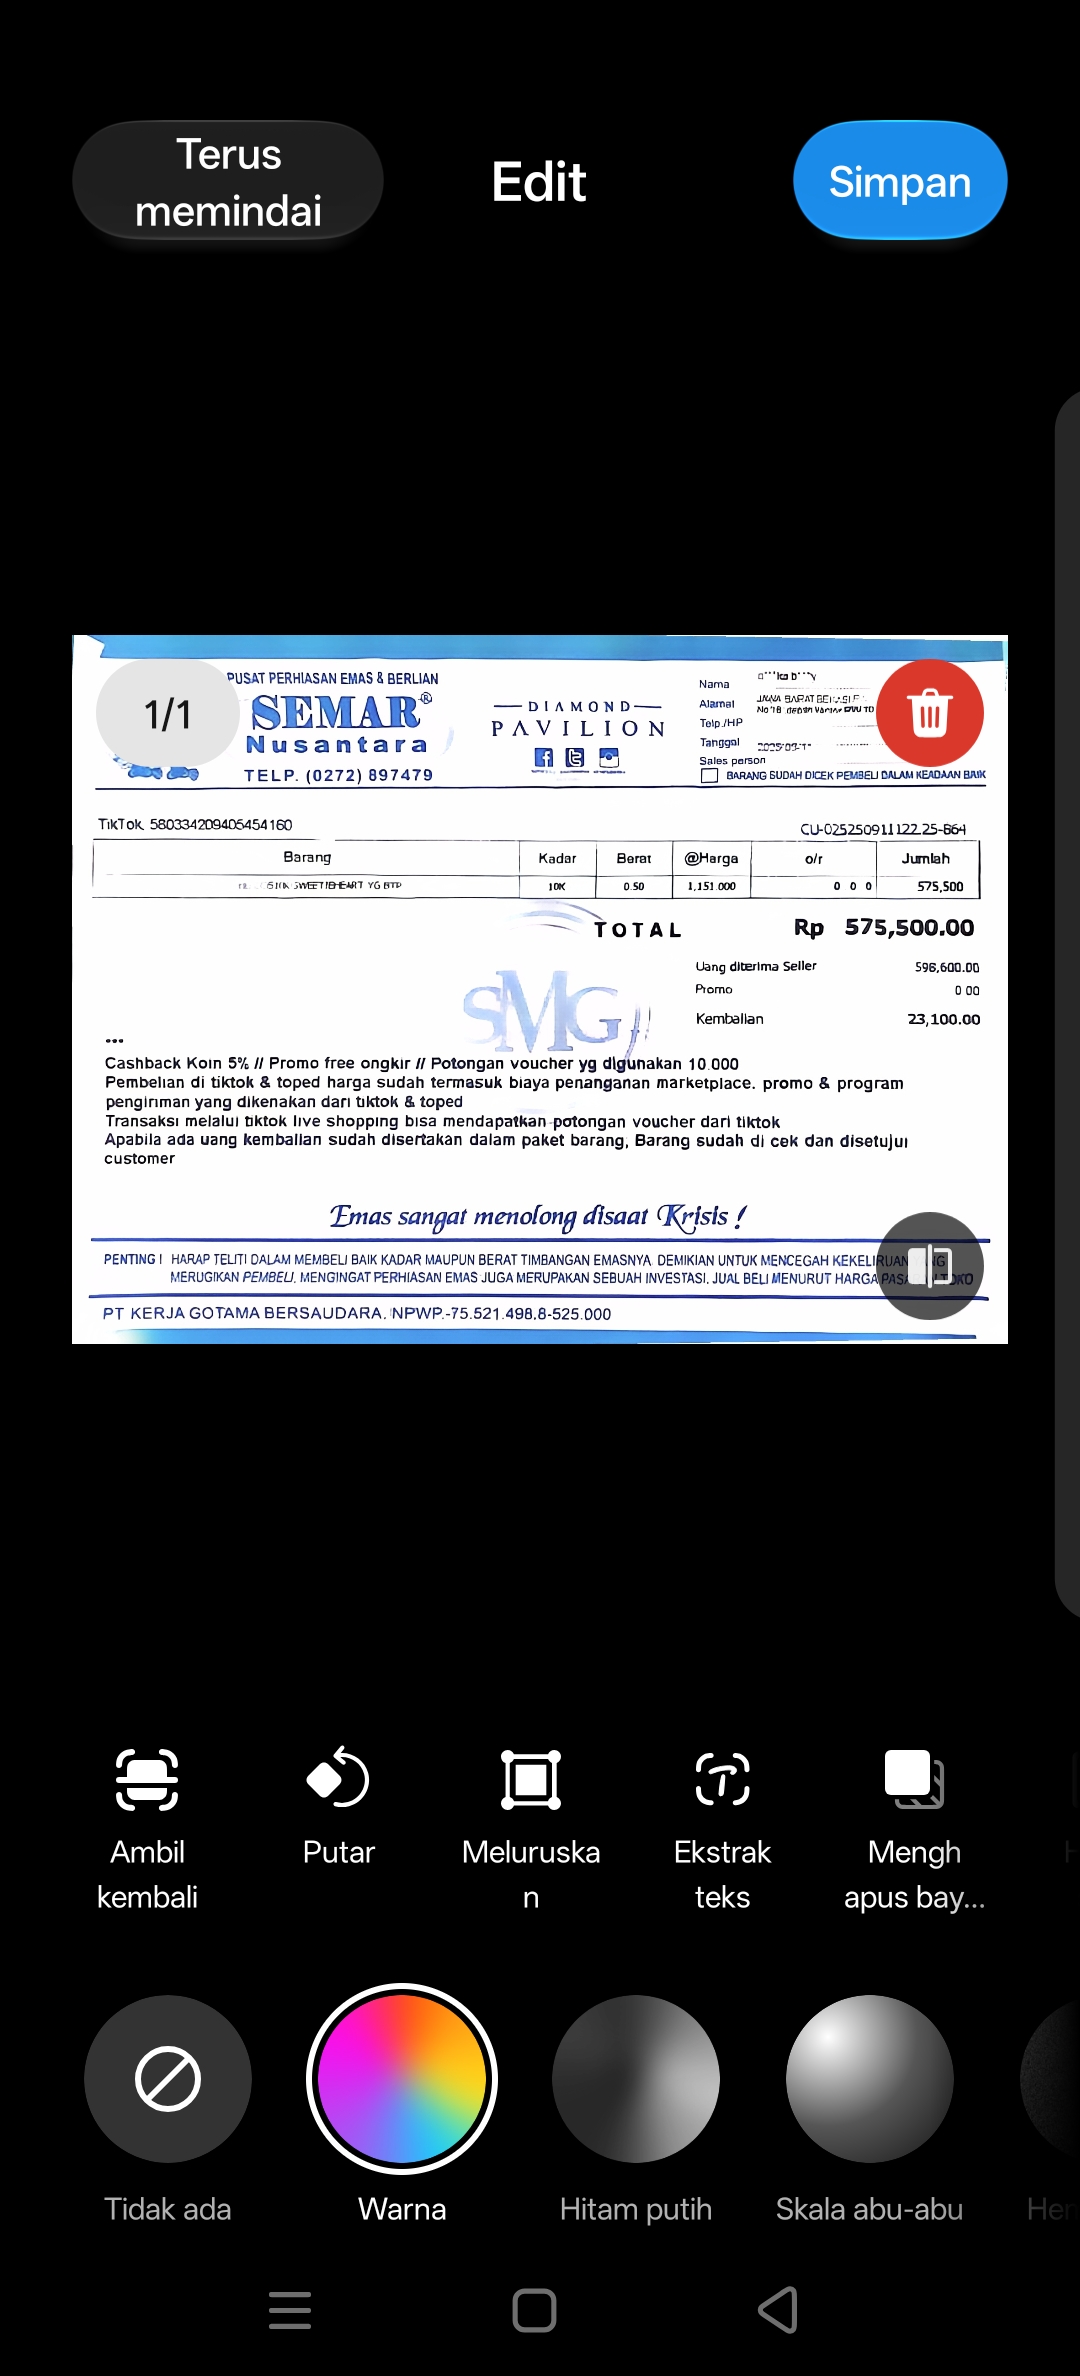 Terus
memindai
Edit
Simpan
1/1
PUSAT PERHIASAN EMAS & BERLIAN
SEMAR®
Nusantara
TELP. (0272) 897479
DIAMOND
PAVILION
Nama
Alamat
Telp./HP
Tanggal
Sales person
BARANG SUDAH DICEK PEMBELI DALAM KEADAAN BAIK
TikTok 580334209405454160
CU-02525091112225-B64
Barang Kadar Berat @Harga o/r Jumlah
YG 10K 0.50 1,151.000 0 0 0 575,500
TOTAL Rp 575,500.00
Uang diterima Seller 598,600.00
Promo 0 00
Kembalian 23,100.00
SMG
...
Cashback Koin 5% // Promo free ongkir // Potongan voucher yg digunakan 10.000
Pembelian di tiktok & toped harga sudah termasuk biaya penanganan marketplace. promo & program
pengiriman yang dikenakan dari tiktok & toped
Transaksi melalui tiktok live shopping bisa mendapatkan potongan voucher dari tiktok
Apabila ada uang kembalian sudah disertakan dalam paket barang, Barang sudah di cek dan disetujui
customer
Emas sangat menolong disaat Krisis !
PENTING ! HARAP TELITI DALAM MEMBELI BAIK KADAR MAUPUN BERAT TIMBANGAN EMASNYA. DEMIKIAN UNTUK MENCEGAH KEKELIRUAN YANG
MERUGIKAN PEMBELI. MENGINGAT PERHIASAN EMAS JUGA MERUPAKAN SEBUAH INVESTASI. JUAL BELI MENURUT HARGA PASARAN TOKO
PT KERJA GOTAMA BERSAUDARA. NPWP.-75.521.498.8-525.000
Ambil
kembali
Putar
Meluruska
n
Ekstrak
teks
Mengh
apus bay...
Tidak ada
Warna
Hitam putih
Skala abu-abu